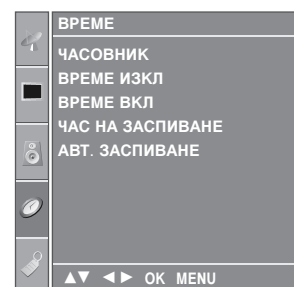 ВРЕМЕ
ЧАСОВНИК
ВРЕМЕ ИЗКЛ
ВРЕМЕ ВКЛ
ЧАС НА ЗАСПИВАНЕ
АВТ. ЗАСПИВАНЕ
▲▼ ◄► OK MENU